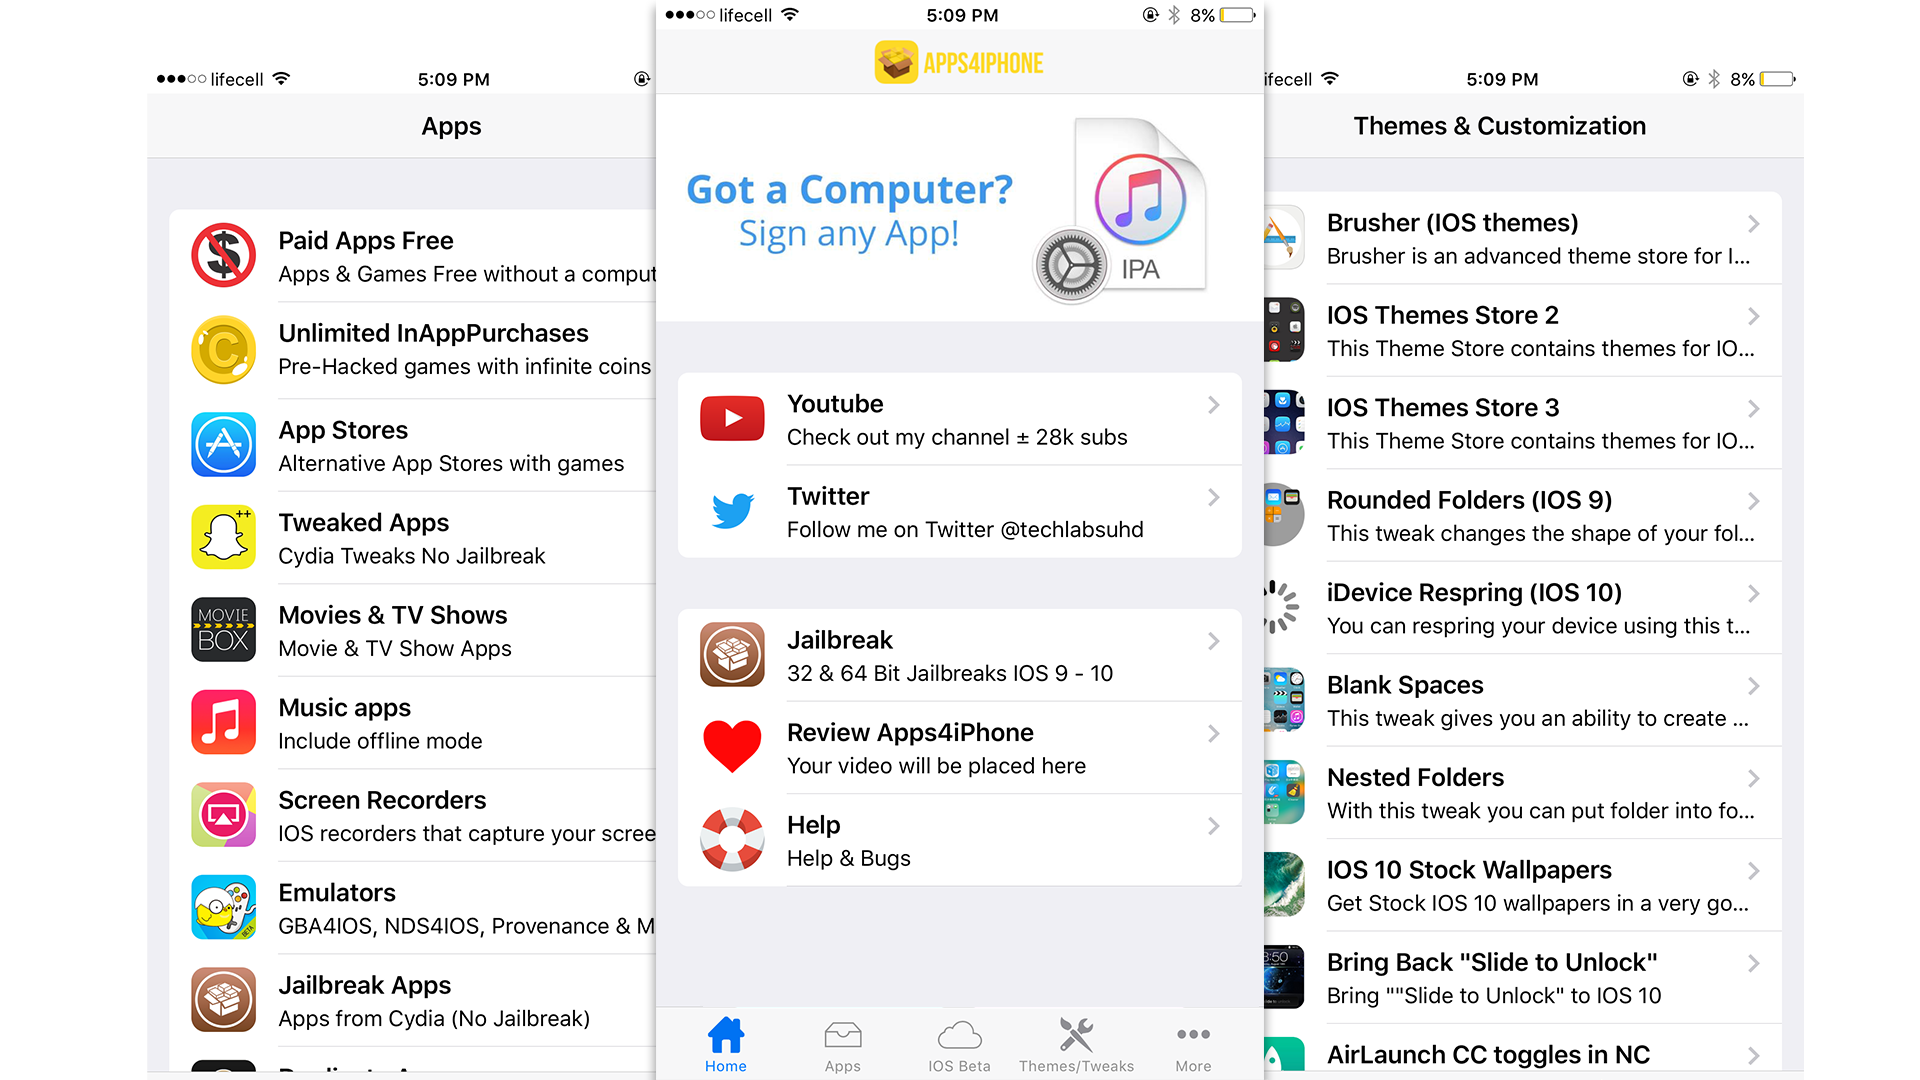 lifecell 5:09 PM
Apps
Paid Apps Free
Apps & Games Free without a comput
Unlimited InAppPurchases
Pre-Hacked games with infinite coins
App Stores
Alternative App Stores with games
++
Tweaked Apps
Cydia Tweaks No Jailbreak
MOVIE
BOX
Movies & TV Shows
Movie & TV Show Apps
Music apps
Include offline mode
Screen Recorders
IOS recorders that capture your scree
BETA
Emulators
GBA4IOS, NDS4IOS, Provenance & M
Jailbreak Apps
Apps from Cydia (No Jailbreak)
lifecell 5:09 PM 8%
APPS4IPHONE
Got a Computer?
Sign any App!
IPA
Youtube
Check out my channel ± 28k subs
Twitter
Follow me on Twitter @techlabsuhd
Jailbreak
32 & 64 Bit Jailbreaks IOS 9 - 10
Review Apps4iPhone
Your video will be placed here
Help
Help & Bugs
Home Apps IOS Beta Themes/Tweaks More
ifecell 5:09 PM 8%
Themes & Customization
Brusher (IOS themes)
Brusher is an advanced theme store for I...
IOS Themes Store 2
This Theme Store contains themes for IO...
IOS Themes Store 3
This Theme Store contains themes for IO...
Rounded Folders (IOS 9)
This tweak changes the shape of your fol...
iDevice Respring (IOS 10)
You can respring your device using this t...
Blank Spaces
This tweak gives you an ability to create ...
Nested Folders
With this tweak you can put folder into fo...
IOS 10 Stock Wallpapers
Get Stock IOS 10 wallpapers in a very go...
Bring Back "Slide to Unlock"
Bring ""Slide to Unlock" to IOS 10
AirLaunch CC toggles in NC